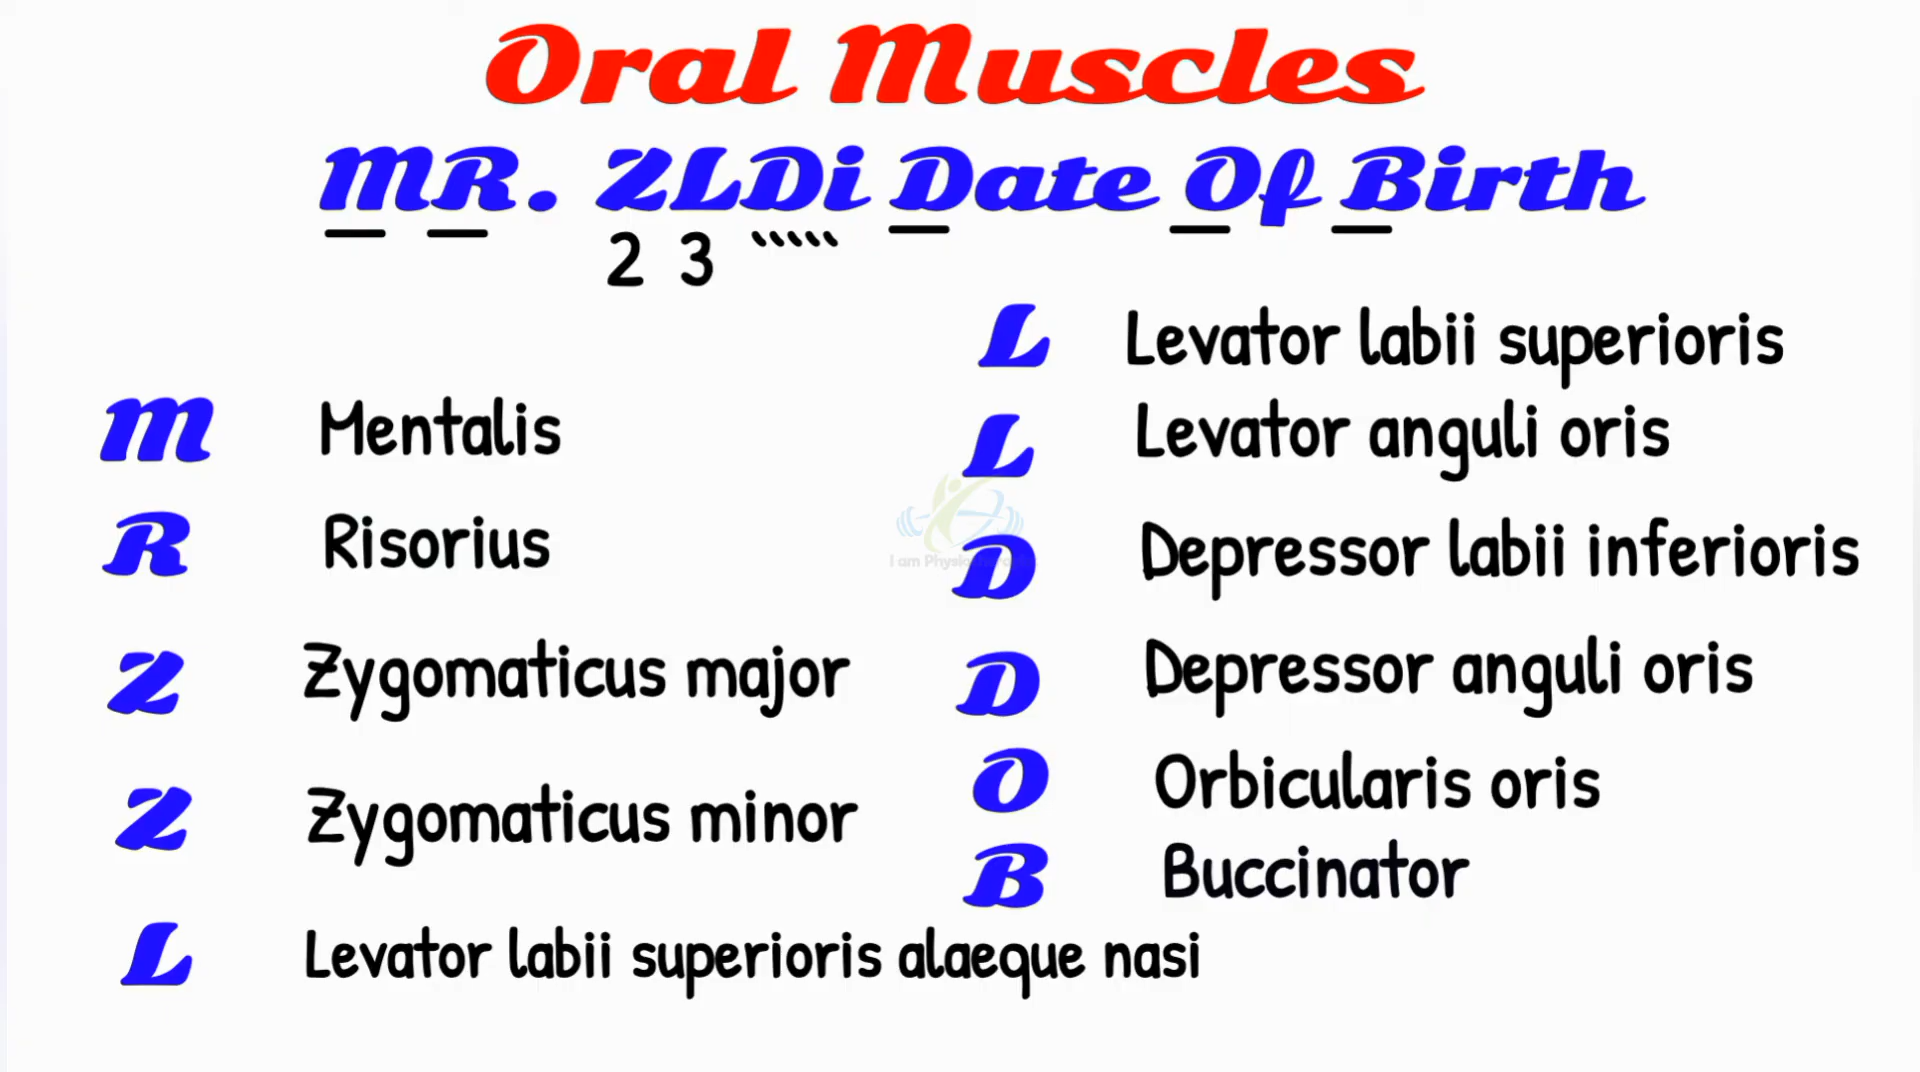 Oral Muscles
MR. ZLDi Date Of Birth
2 3
M Mentalis
R Risorius
Z Zygomaticus major
Z Zygomaticus minor
L Levator labii superioris alaeque nasi
L Levator labii superioris
L Levator anguli oris
D Depressor labii inferioris
D Depressor anguli oris
O Orbicularis oris
B Buccinator
I am